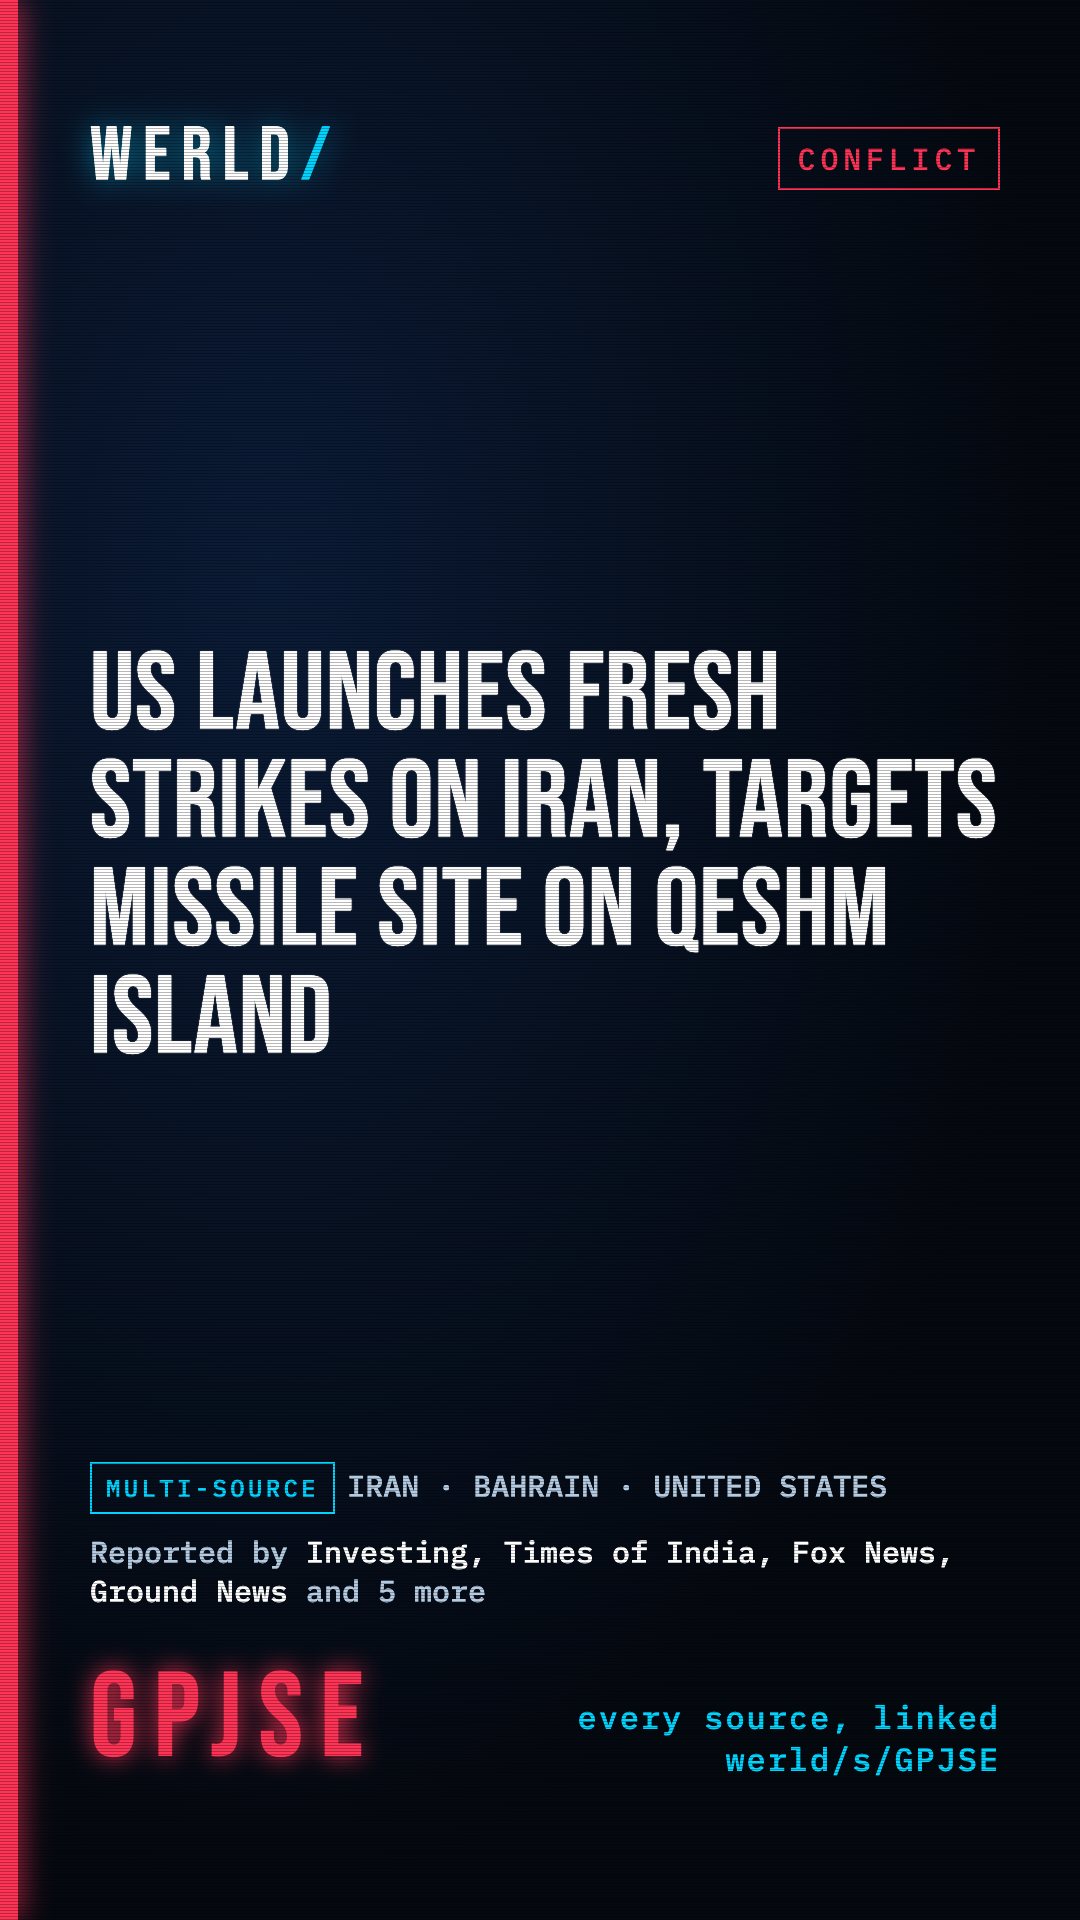 WERLD/
CONFLICT
US LAUNCHES FRESH
STRIKES ON IRAN, TARGETS
MISSILE SITE ON QESHM
ISLAND
MULTI-SOURCE IRAN · BAHRAIN · UNITED STATES
Reported by Investing, Times of India, Fox News,
Ground News and 5 more
GPJSE
every source, linked
werld/s/GPJSE